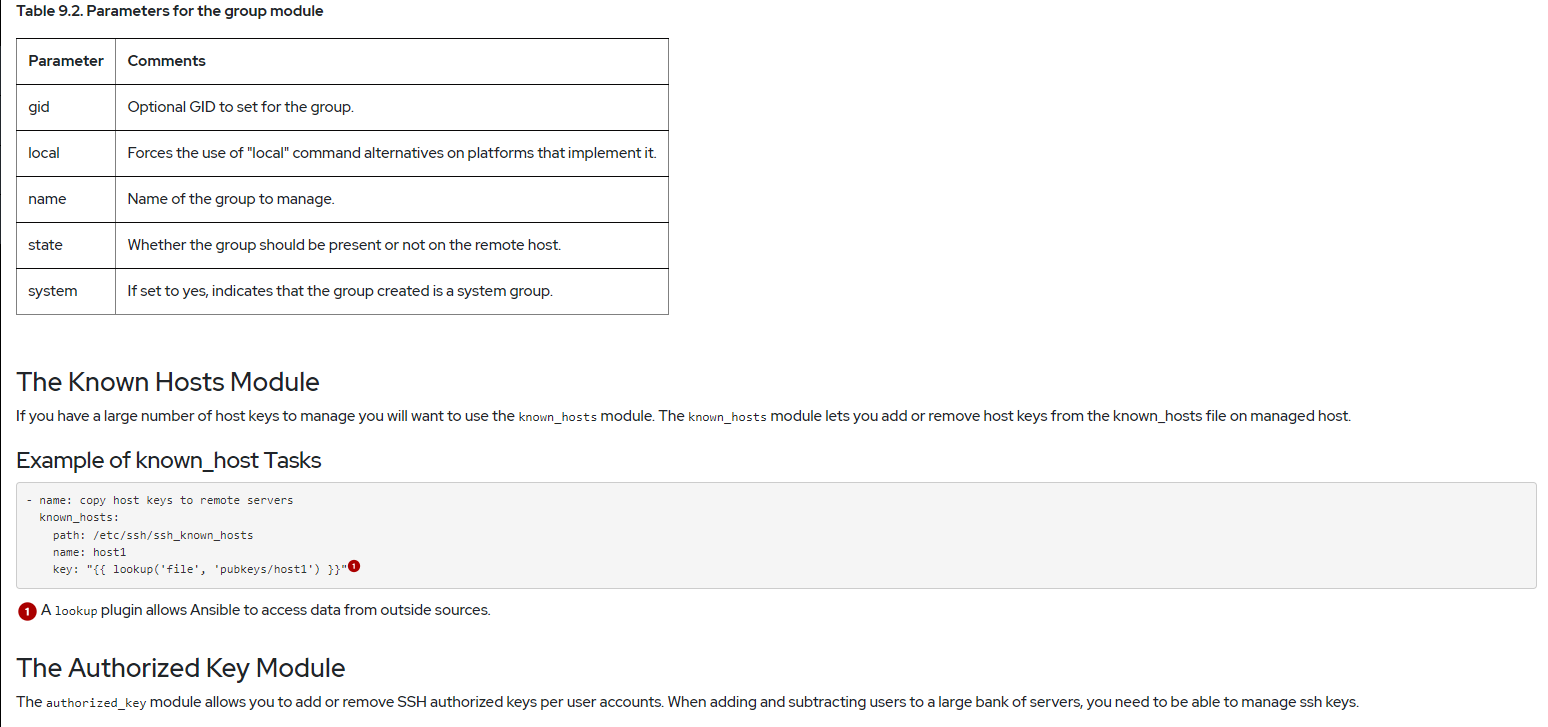 Table 9.2. Parameters for the group module
Parameter Comments
gid Optional GID to set for the group.
local Forces the use of "local" command alternatives on platforms that implement it.
name Name of the group to manage.
state Whether the group should be present or not on the remote host.
system If set to yes, indicates that the group created is a system group.
The Known Hosts Module
If you have a large number of host keys to manage you will want to use the known_hosts module. The known_hosts module lets you add or remove host keys from the known_hosts file on managed host.
Example of known_host Tasks
- name: copy host keys to remote servers
  known_hosts:
    path: /etc/ssh/ssh_known_hosts
    name: host1
    key: "{{ lookup('file', 'pubkeys/host1') }}" 1
1 A lookup plugin allows Ansible to access data from outside sources.
The Authorized Key Module
The authorized_key module allows you to add or remove SSH authorized keys per user accounts. When adding and subtracting users to a large bank of servers, you need to be able to manage ssh keys.